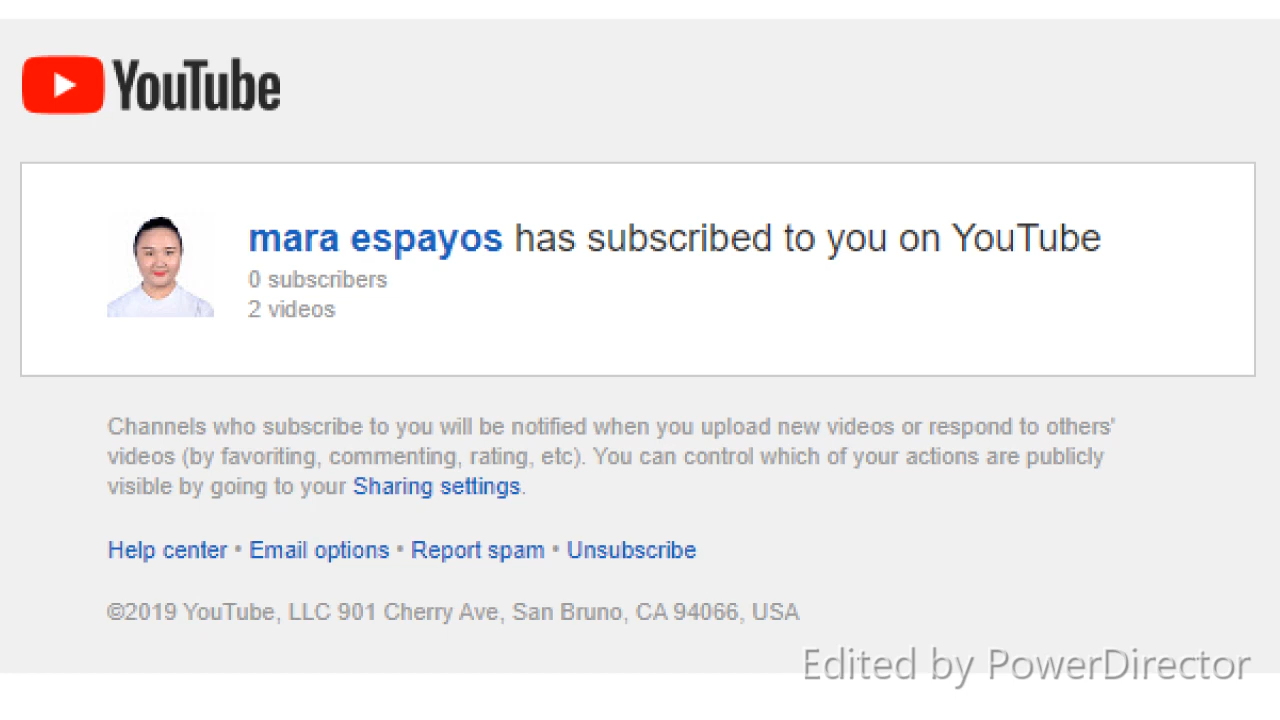 YouTube
mara espayos has subscribed to you on YouTube
0 subscribers
2 videos
Channels who subscribe to you will be notified when you upload new videos or respond to others'
videos (by favoriting, commenting, rating, etc). You can control which of your actions are publicly
visible by going to your Sharing settings.
Help center • Email options • Report spam • Unsubscribe
©2019 YouTube, LLC 901 Cherry Ave, San Bruno, CA 94066, USA
Edited by PowerDirector